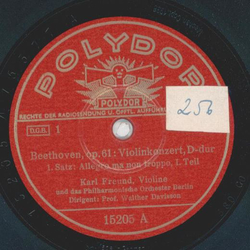 POLYDOR
POLYDOR
RECHTE DER RADIOSENDUNG U. ÖFFTL. AUFFÜHRUNG
D.G.B. 1
256
Beethoven, op. 61: Violinkonzert, D-dur
1. Satz: Allegro ma non troppo, I. Teil
Karl Freund, Violine
und das Philharmonische Orchester Berlin
Dirigent: Prof. Walther Davisson
15205 A